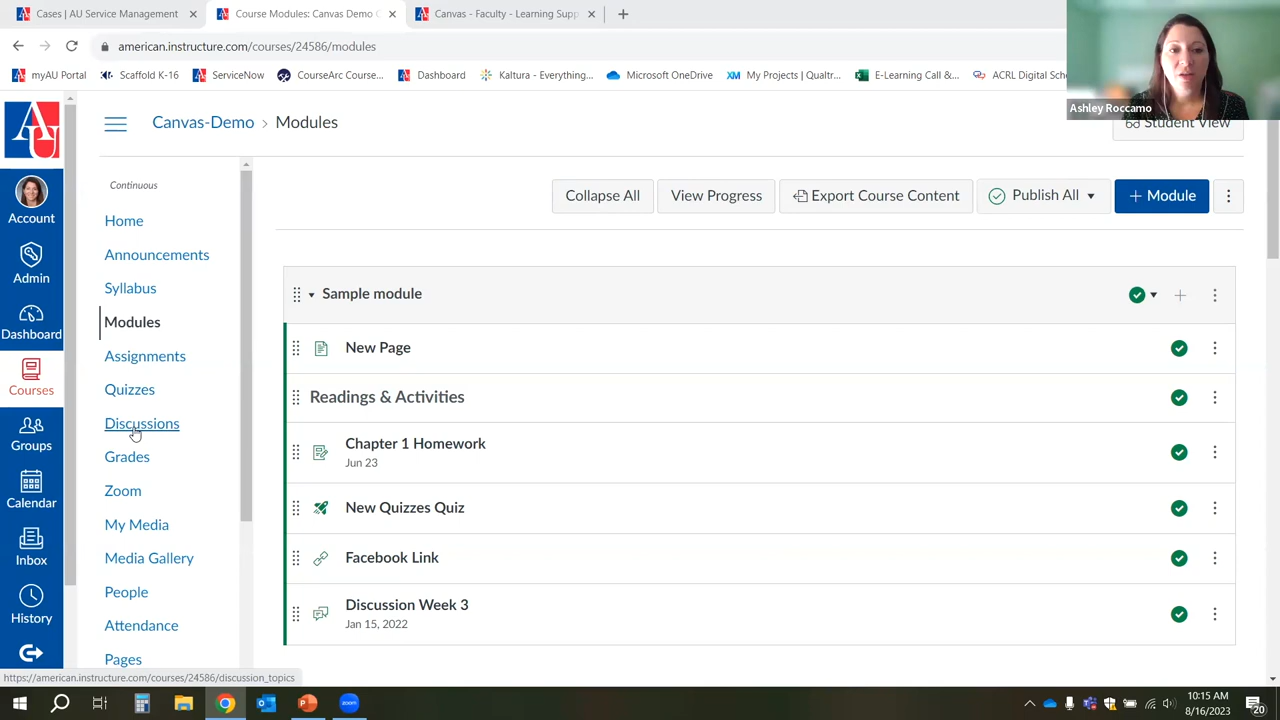 Cases | AU Service Management
Course Modules: Canvas Demo C
Canvas - Faculty - Learning Supp
american.instructure.com/courses/24586/modules
myAU Portal
Scaffold K-16
ServiceNow
CourseArc Course...
Dashboard
Kaltura - Everything...
Microsoft OneDrive
XM My Projects | Qualtr...
E-Learning Call &...
ACRL Digital Sch
Ashley Roccamo
AU
Account
Admin
Dashboard
Courses
Groups
Calendar
Inbox
History
Canvas-Demo > Modules
Student View
Continuous
Home
Announcements
Syllabus
Modules
Assignments
Quizzes
Discussions
Grades
Zoom
My Media
Media Gallery
People
Attendance
Pages
Collapse All
View Progress
Export Course Content
Publish All
+ Module
Sample module
New Page
Readings & Activities
Chapter 1 Homework
Jun 23
New Quizzes Quiz
Facebook Link
Discussion Week 3
Jan 15, 2022
https://american.instructure.com/courses/24586/discussion_topics
zoom
10:15 AM
8/16/2023
20